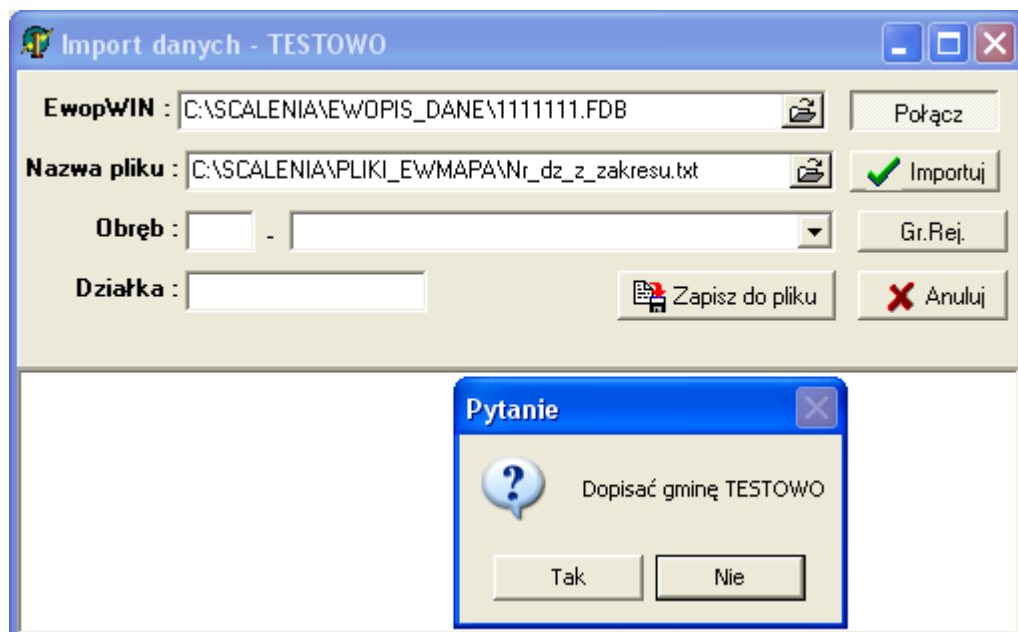 Import danych - TESTOWO
EwopWIN : C:\SCALENIA\EWOPIS_DANE\1111111.FDB Połącz
Nazwa pliku : C:\SCALENIA\PLIKI_EWMAPA\Nr_dz_z_zakresu.txt Importuj
Obręb : - Gr.Rej.
Działka : Zapisz do pliku Anuluj
Pytanie
? Dopisać gminę TESTOWO
Tak Nie